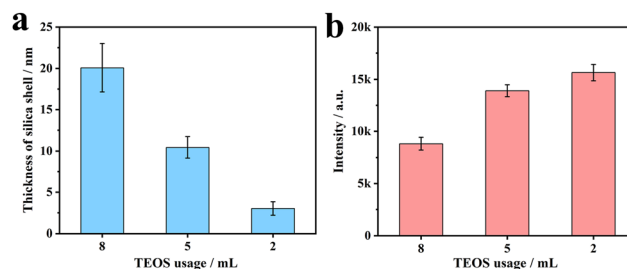 a
Thickness of silica shell / nm
25
20
15
10
5
0
8 5 2
TEOS usage / mL
b
Intensity / a.u.
20k
15k
10k
5k
0
8 5 2
TEOS usage / mL